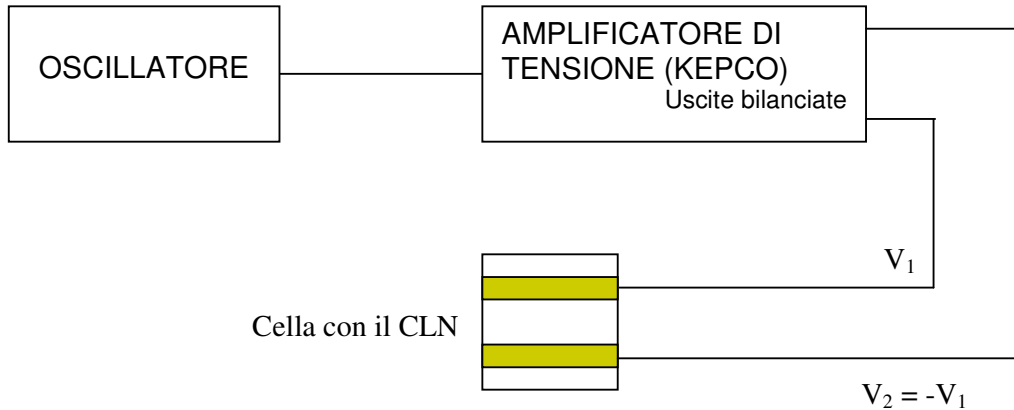 OSCILLATORE
AMPLIFICATORE DI
TENSIONE (KEPCO)
Uscite bilanciate
V₁
Cella con il CLN
V₂ = -V₁